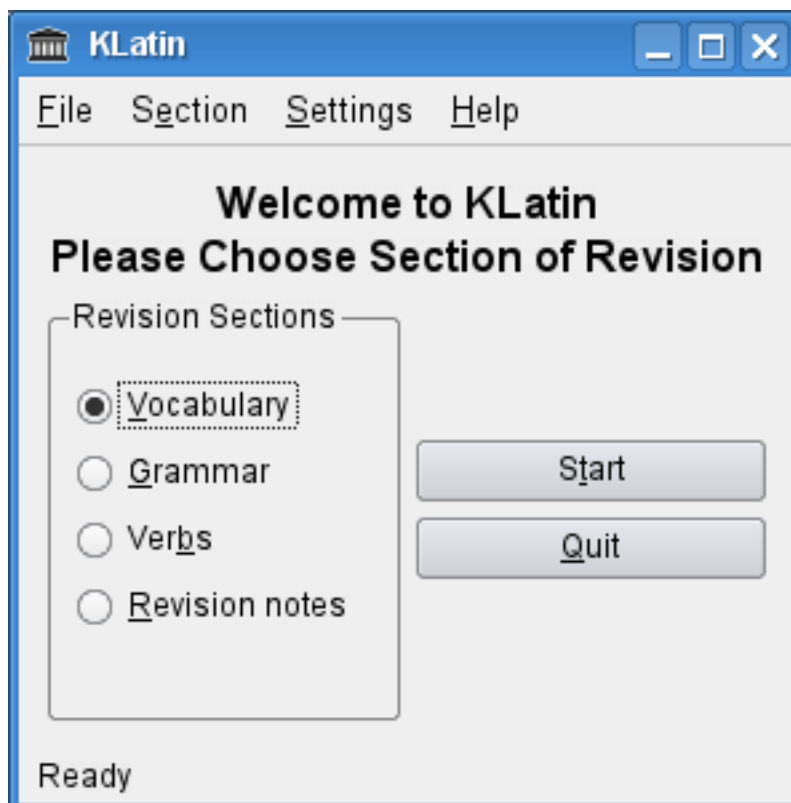 KLatin
File Section Settings Help
Welcome to KLatin
Please Choose Section of Revision
Revision Sections
Vocabulary
Grammar
Verbs
Revision notes
Start
Quit
Ready